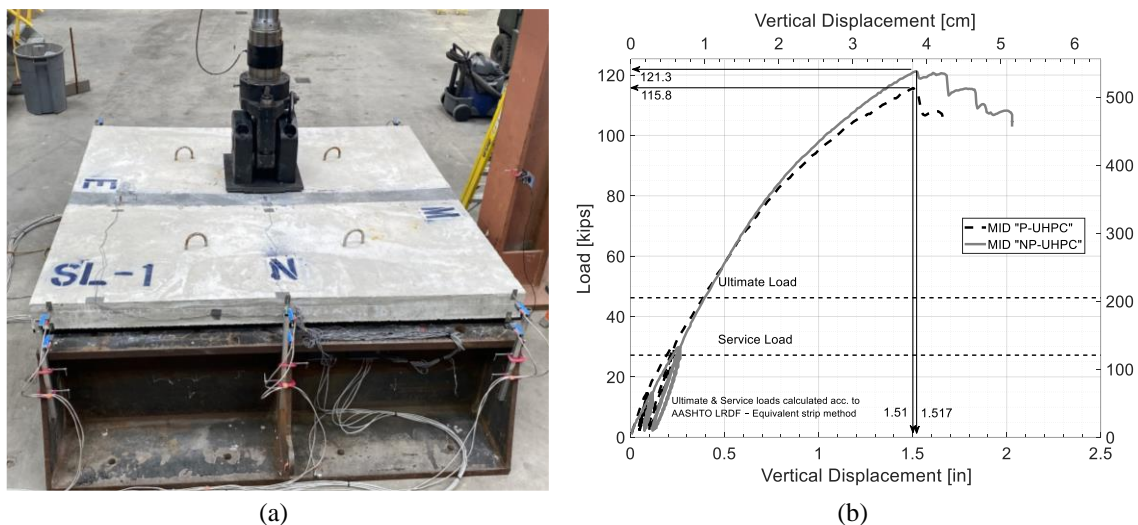 E
M
SL-1
N
(a)
Vertical Displacement [cm]
0 1 2 3 4 5 6
120
100
80
60
40
20
0
Load [kips]
500
400
300
200
100
0
121.3
115.8
MID "P-UHPC"
MID "NP-UHPC"
Ultimate Load
Service Load
Ultimate & Service loads calculated acc. to
AASHTO LRDF - Equivalent strip method
1.51 1.517
0 0.5 1 1.5 2 2.5
Vertical Displacement [in]
(b)